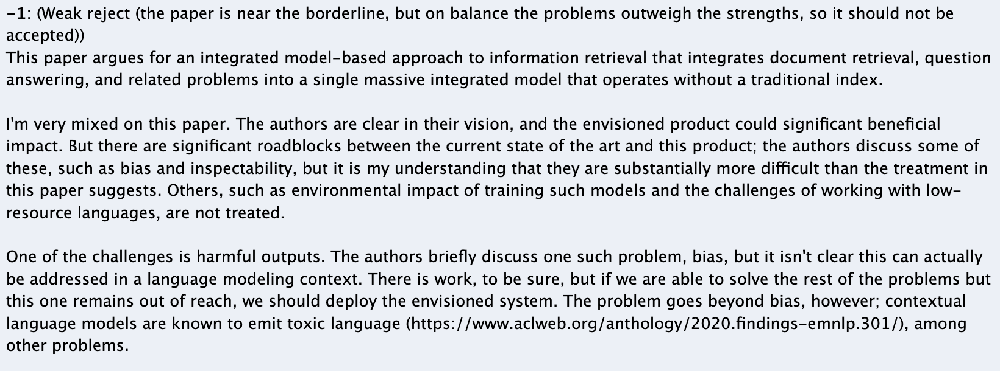 -1: (Weak reject (the paper is near the borderline, but on balance the problems outweigh the strengths, so it should not be
accepted))
This paper argues for an integrated model-based approach to information retrieval that integrates document retrieval, question
answering, and related problems into a single massive integrated model that operates without a traditional index.
I'm very mixed on this paper. The authors are clear in their vision, and the envisioned product could significant beneficial
impact. But there are significant roadblocks between the current state of the art and this product; the authors discuss some of
these, such as bias and inspectability, but it is my understanding that they are substantially more difficult than the treatment in
this paper suggests. Others, such as environmental impact of training such models and the challenges of working with low-
resource languages, are not treated.
One of the challenges is harmful outputs. The authors briefly discuss one such problem, bias, but it isn't clear this can actually
be addressed in a language modeling context. There is work, to be sure, but if we are able to solve the rest of the problems but
this one remains out of reach, we should deploy the envisioned system. The problem goes beyond bias, however; contextual
language models are known to emit toxic language (https://www.aclweb.org/anthology/2020.findings-emnlp.301/), among
other problems.